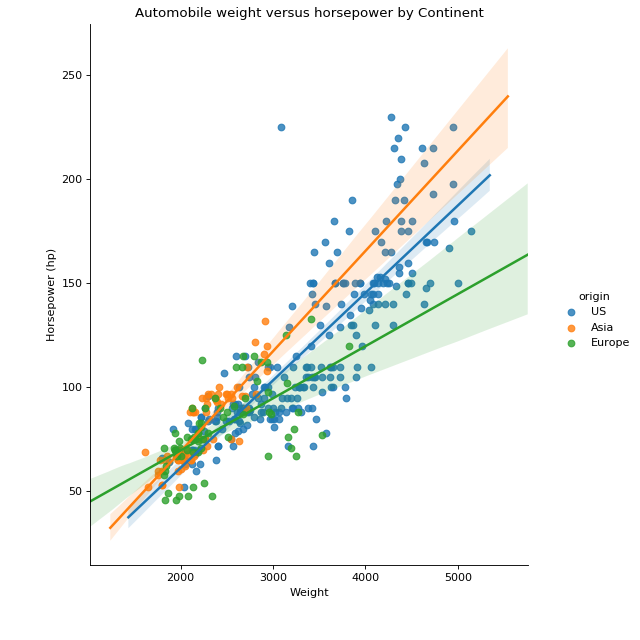 Automobile weight versus horsepower by Continent
250
200
150
100
50
Horsepower (hp)
2000 3000 4000 5000
Weight
origin
US
Asia
Europe